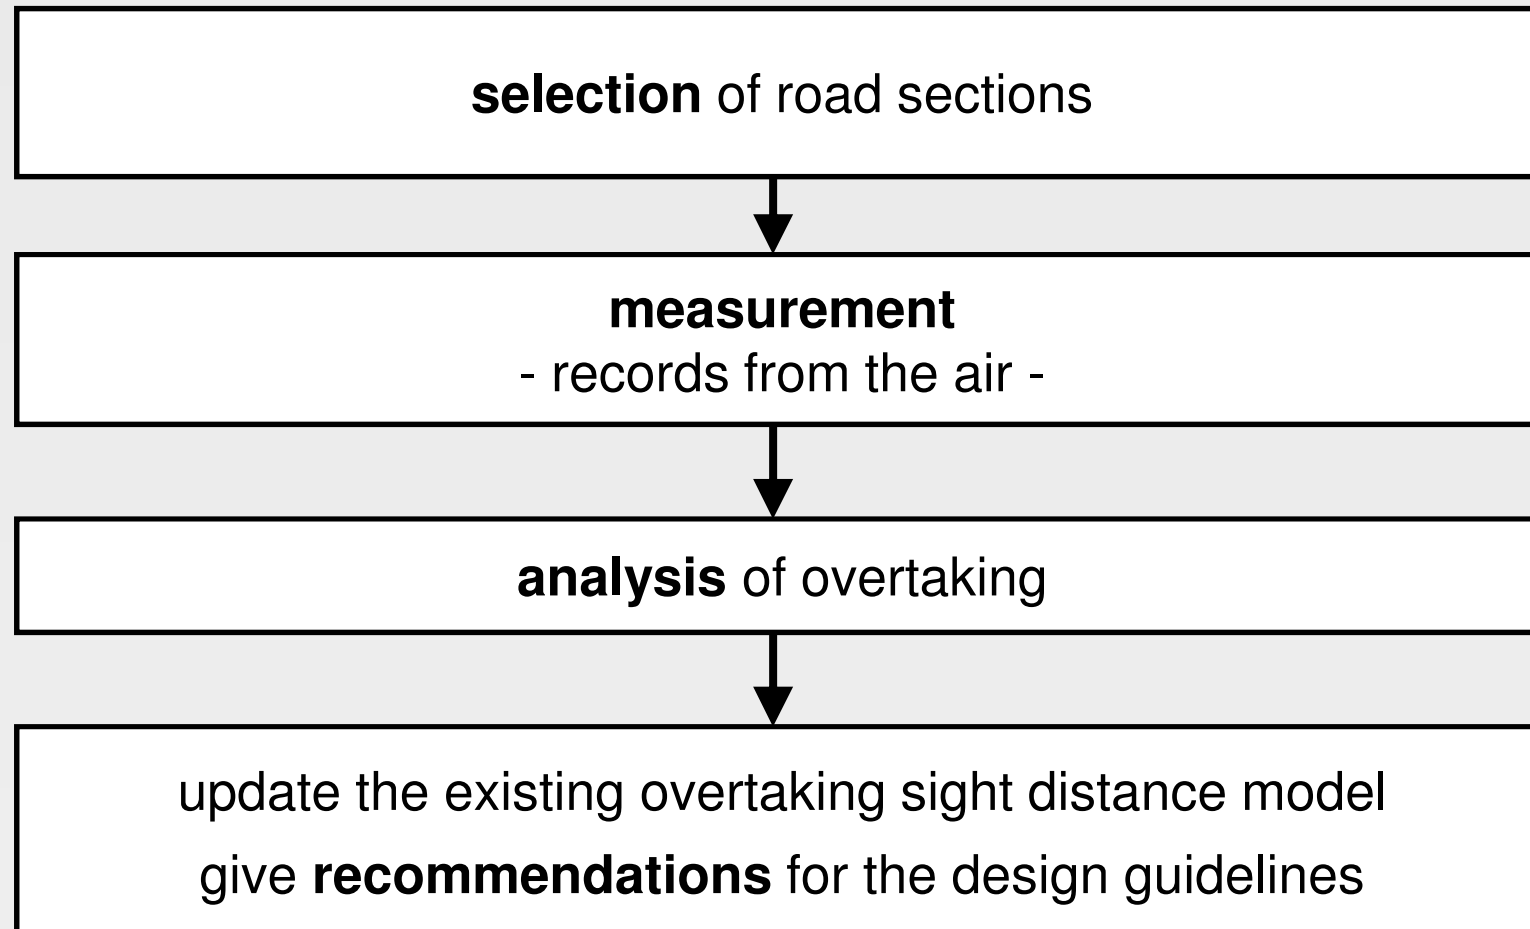 selection of road sections
measurement
- records from the air -
analysis of overtaking
update the existing overtaking sight distance model
give recommendations for the design guidelines